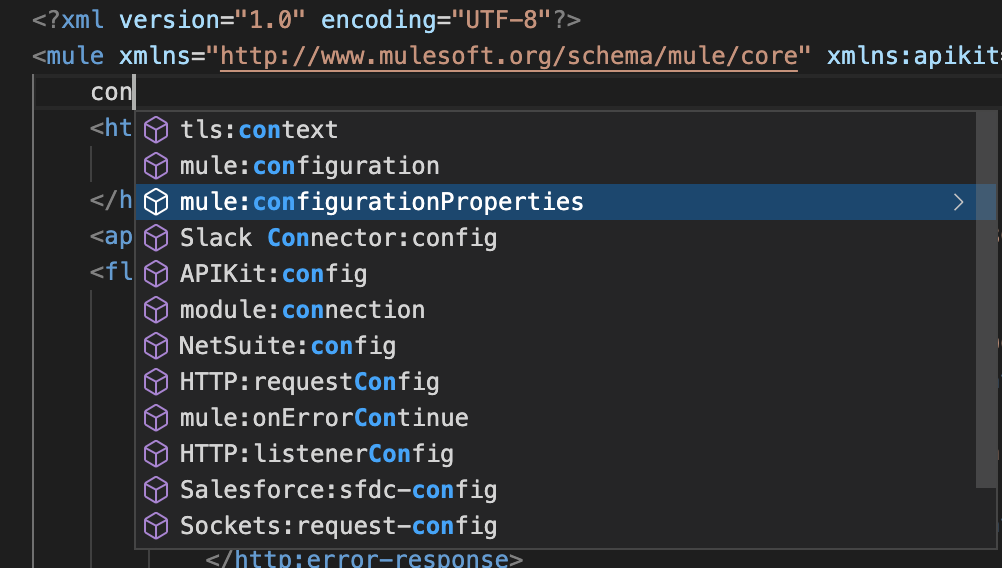 <?xml version="1.0" encoding="UTF-8"?>
<mule xmlns="http://www.mulesoft.org/schema/mule/core" xmlns:apikit=
con
<ht
tls:context
mule:configuration
</h
mule:configurationProperties
<ap
Slack Connector:config
<fl
APIKit:config
module:connection
NetSuite:config
HTTP:requestConfig
mule:onErrorContinue
HTTP:listenerConfig
Salesforce:sfdc-config
Sockets:request-config
</http:error-response>